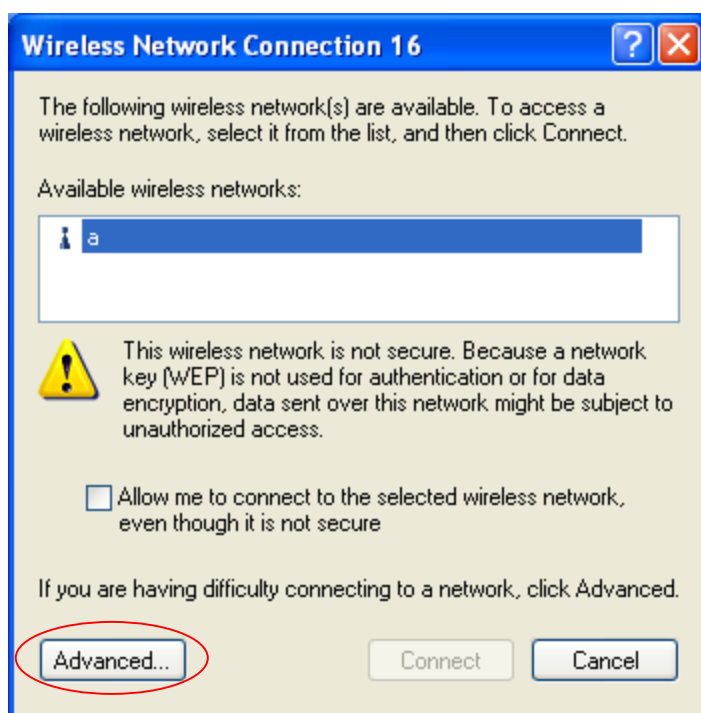 Wireless Network Connection 16
The following wireless network(s) are available. To access a
wireless network, select it from the list, and then click Connect.
Available wireless networks:
a
This wireless network is not secure. Because a network
key (WEP) is not used for authentication or for data
encryption, data sent over this network might be subject to
unauthorized access.
Allow me to connect to the selected wireless network,
even though it is not secure
If you are having difficulty connecting to a network, click Advanced.
Advanced... Connect Cancel